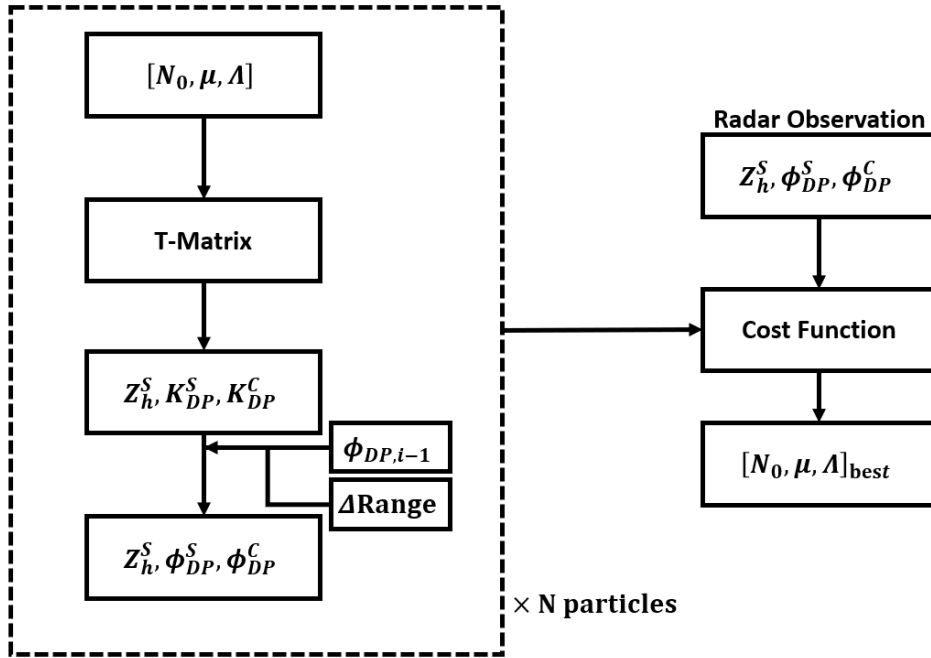 [N₀, μ, Λ]
T-Matrix
Z_h^S, K_DP^S, K_DP^C
ϕ_DP,i−1
ΔRange
Z_h^S, ϕ_DP^S, ϕ_DP^C
× N particles
Radar Observation
Z_h^S, ϕ_DP^S, ϕ_DP^C
Cost Function
[N₀, μ, Λ]_best